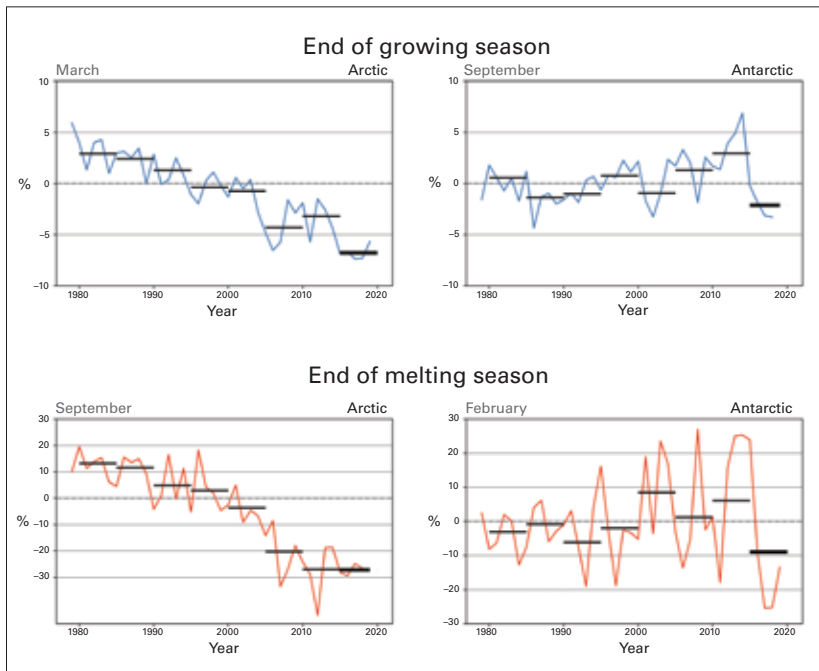 End of growing season
March Arctic
10
5
0
−5
−10
%
1980 1990 2000 2010 2020
Year
September Antarctic
10
5
0
−5
−10
%
1980 1990 2000 2010 2020
Year
End of melting season
September Arctic
30
20
10
0
−10
−20
−30
%
1980 1990 2000 2010 2020
Year
February Antarctic
30
20
10
0
−10
−20
−30
%
1980 1990 2000 2010 2020
Year